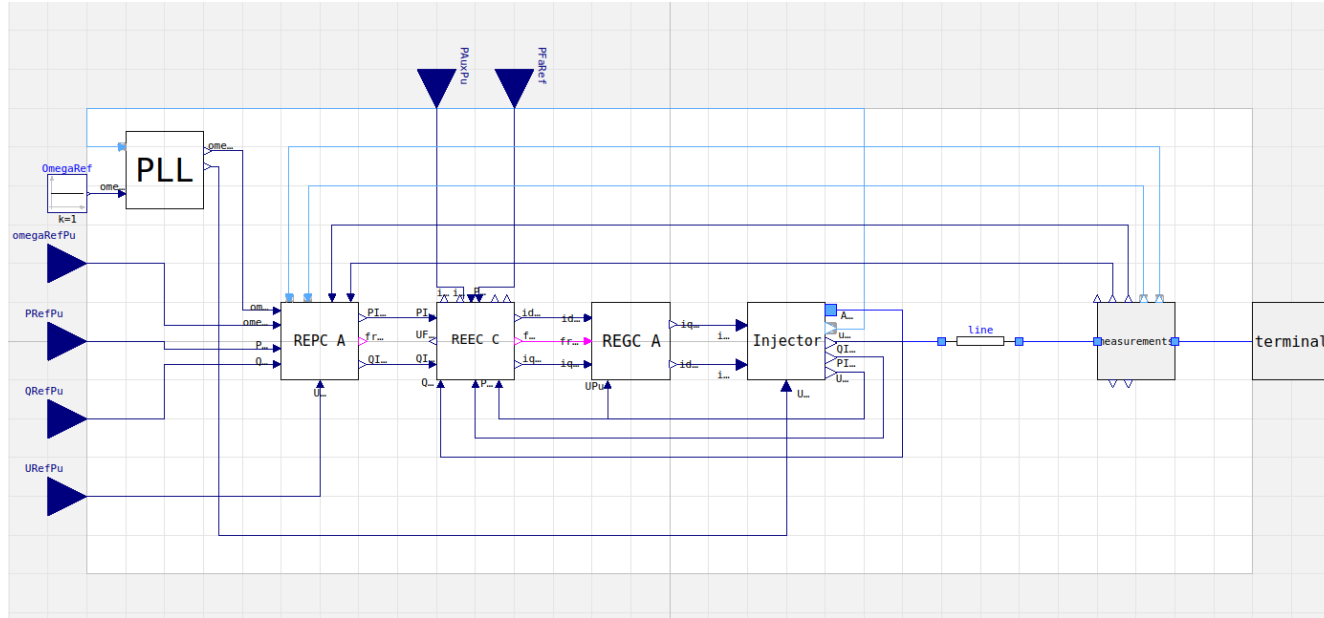 PAuxPu
PFaRef
OmegaRef
k=1
ome…
PLL
ome…
omegaRefPu
PRefPu
QRefPu
URefPu
om…
ome…
P…
Q…
REPC A
U…
PI…
fr…
QI…
i…
i…
P…
PI…
UF…
QI…
REEC C
Q…
P…
id…
f…
iq…
id…
fr…
iq…
REGC A
UPu
iq…
id…
i…
i…
Injector
U…
A…
u…
QI…
PI…
U…
line
measurements
terminal